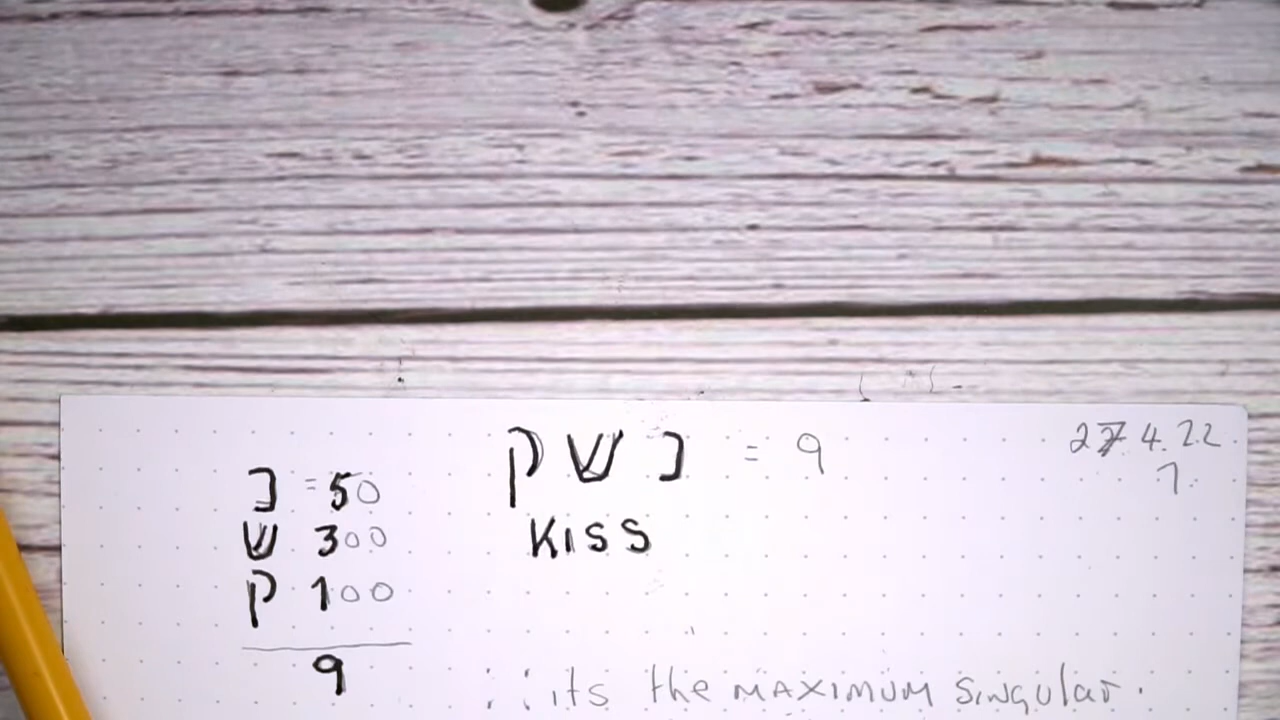 נשק = 9
27.4.22
7
נ = 50
ש 300
ק 100
9
KiSS
its the MAXIMUM singular.